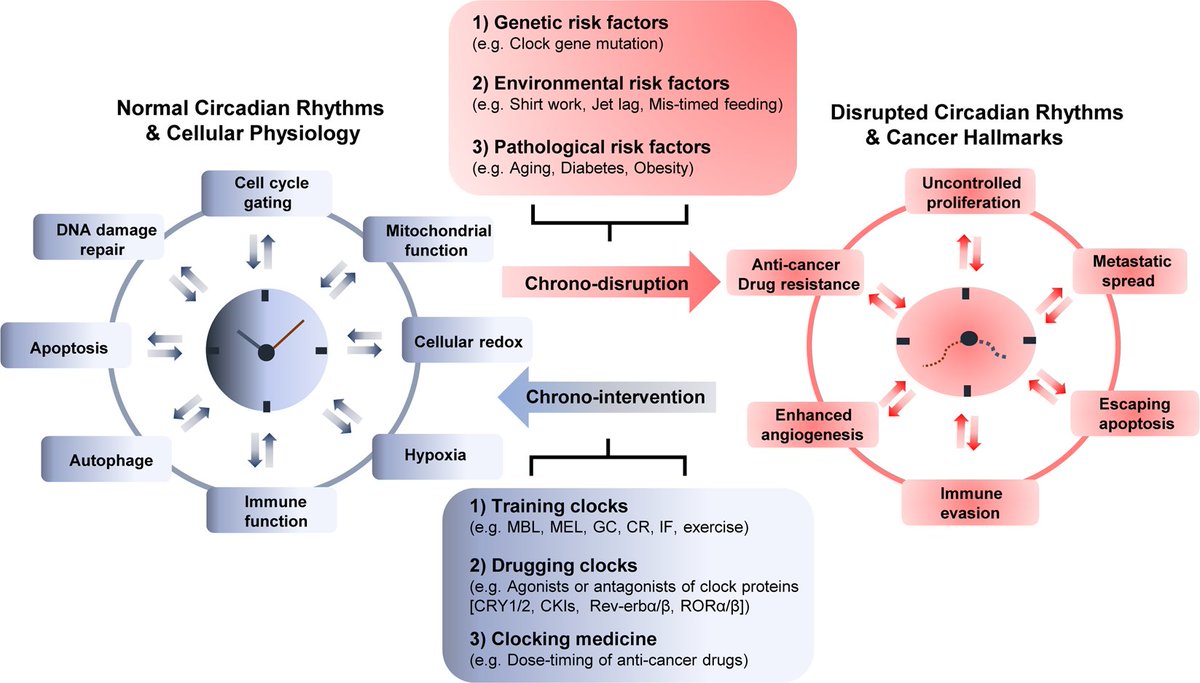 1) Genetic risk factors
(e.g. Clock gene mutation)
2) Environmental risk factors
(e.g. Shirt work, Jet lag, Mis-timed feeding)
3) Pathological risk factors
(e.g. Aging, Diabetes, Obesity)
Normal Circadian Rhythms
& Cellular Physiology
Cell cycle
gating
DNA damage
repair
Mitochondrial
function
Apoptosis
Cellular redox
Autophage
Hypoxia
Immune
function
Chrono-disruption
Chrono-intervention
Disrupted Circadian Rhythms
& Cancer Hallmarks
Uncontrolled
proliferation
Anti-cancer
Drug resistance
Metastatic
spread
Enhanced
angiogenesis
Escaping
apoptosis
Immune
evasion
1) Training clocks
(e.g. MBL, MEL, GC, CR, IF, exercise)
2) Drugging clocks
(e.g. Agonists or antagonists of clock proteins
[CRY1/2, CKIs, Rev-erbα/β, RORα/β])
3) Clocking medicine
(e.g. Dose-timing of anti-cancer drugs)